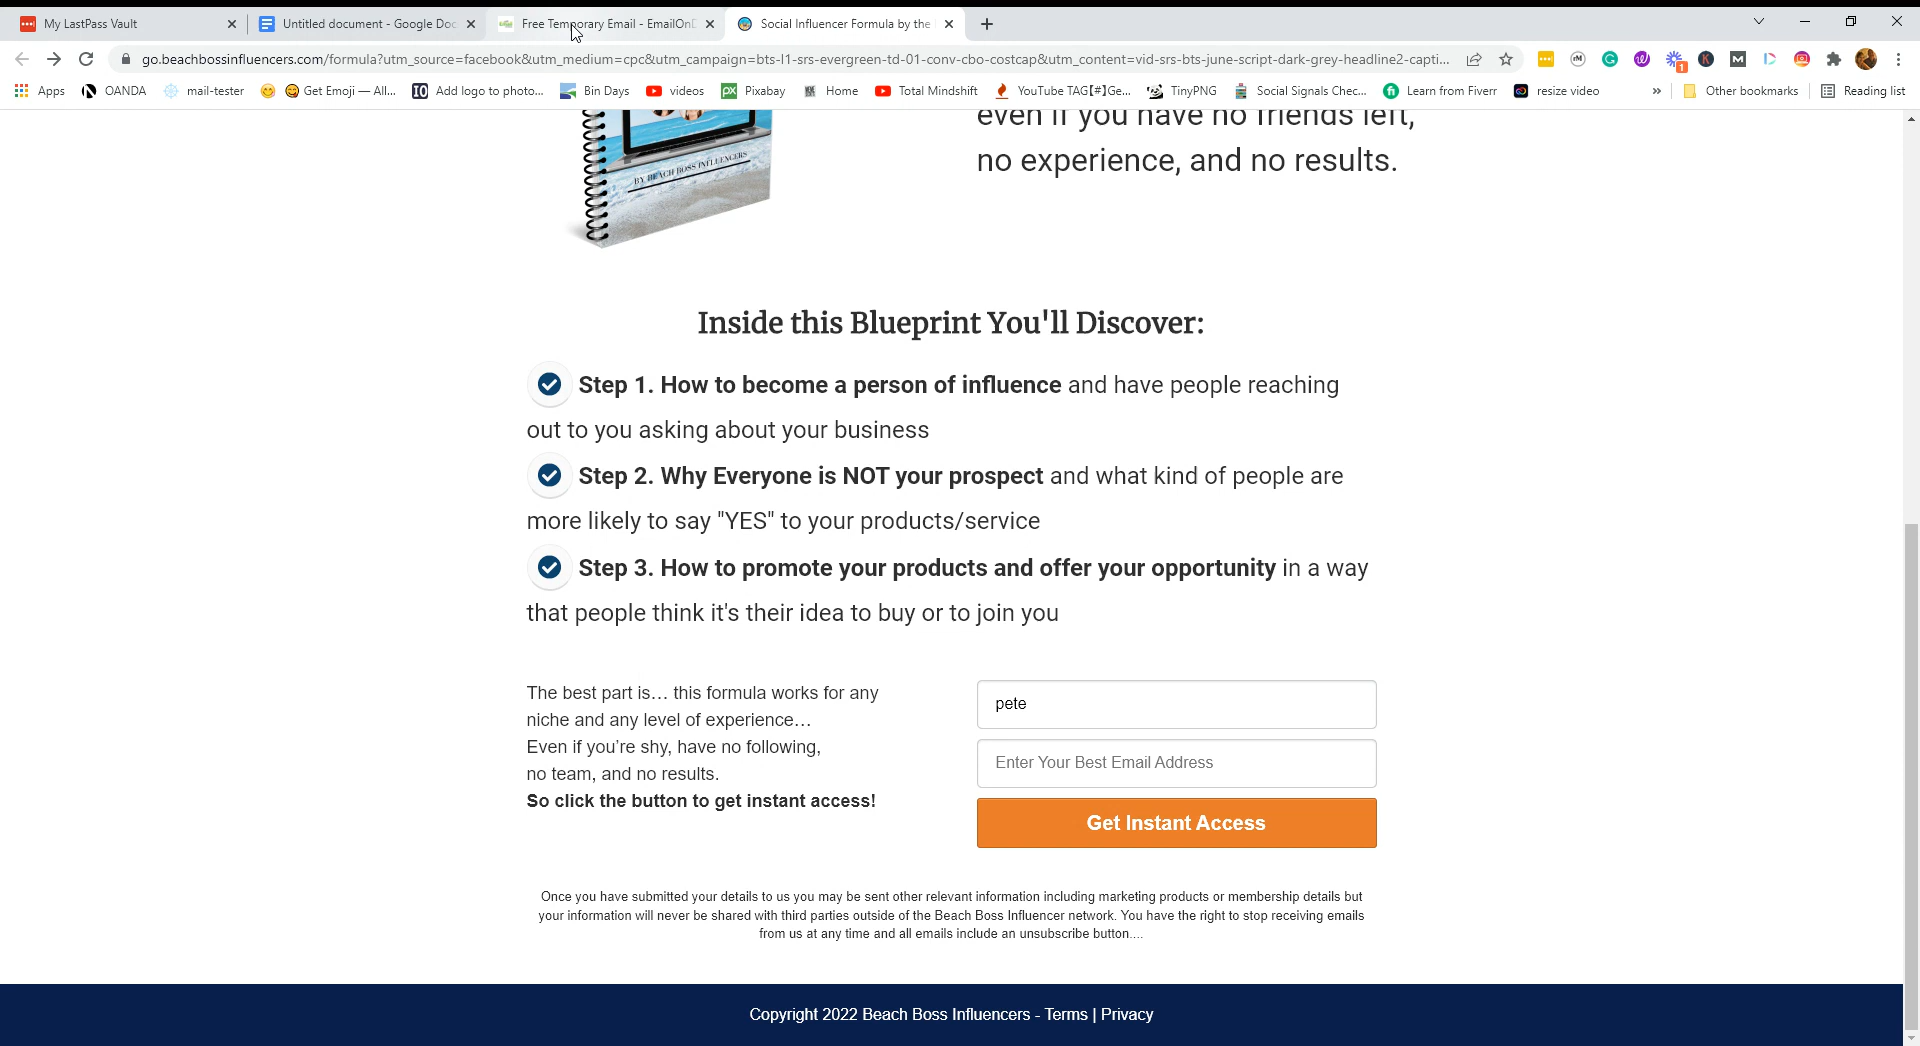 My LastPass Vault
Untitled document - Google Doc
Free Temporary Email - EmailOnD
Social Influencer Formula by the
go.beachbossinfluencers.com/formula?utm_source=facebook&utm_medium=cpc&utm_campaign=bts-l1-srs-evergreen-td-01-conv-cbo-costcap&utm_content=vid-srs-bts-june-script-dark-grey-headline2-capti...
Apps
OANDA
mail-tester
Get Emoji — All...
Add logo to photo...
Bin Days
videos
Pixabay
Home
Total Mindshift
YouTube TAG【#】Ge...
TinyPNG
Social Signals Chec...
Learn from Fiverr
resize video
»
Other bookmarks
Reading list
BY BEACH BOSS INFLUENCERS
even if you have no friends left,
no experience, and no results.
Inside this Blueprint You'll Discover:
Step 1. How to become a person of influence and have people reaching
out to you asking about your business
Step 2. Why Everyone is NOT your prospect and what kind of people are
more likely to say "YES" to your products/service
Step 3. How to promote your products and offer your opportunity in a way
that people think it's their idea to buy or to join you
The best part is… this formula works for any
niche and any level of experience…
Even if you're shy, have no following,
no team, and no results.
So click the button to get instant access!
pete
Enter Your Best Email Address
Get Instant Access
Once you have submitted your details to us you may be sent other relevant information including marketing products or membership details but
your information will never be shared with third parties outside of the Beach Boss Influencer network. You have the right to stop receiving emails
from us at any time and all emails include an unsubscribe button....
Copyright 2022 Beach Boss Influencers - Terms | Privacy